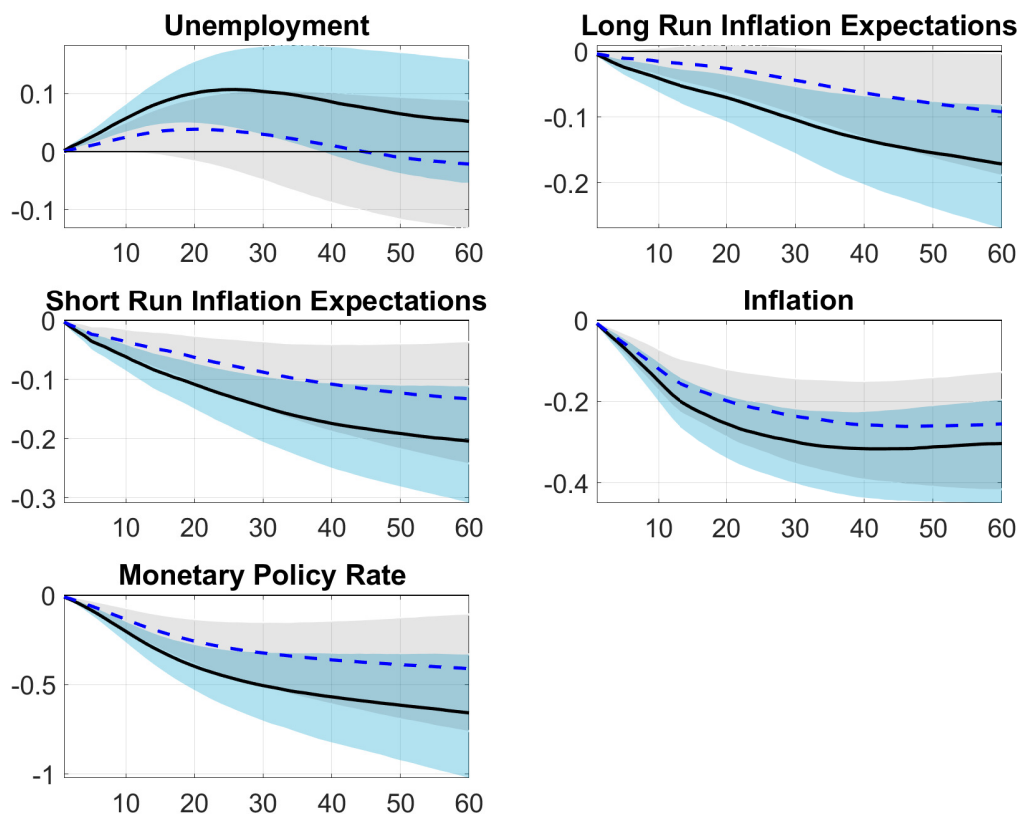 Unemployment
0.1
0
-0.1
10 20 30 40 50 60
Long Run Inflation Expectations
0
-0.1
-0.2
10 20 30 40 50 60
Short Run Inflation Expectations
0
-0.1
-0.2
-0.3
10 20 30 40 50 60
Inflation
0
-0.2
-0.4
10 20 30 40 50 60
Monetary Policy Rate
0
-0.5
-1
10 20 30 40 50 60